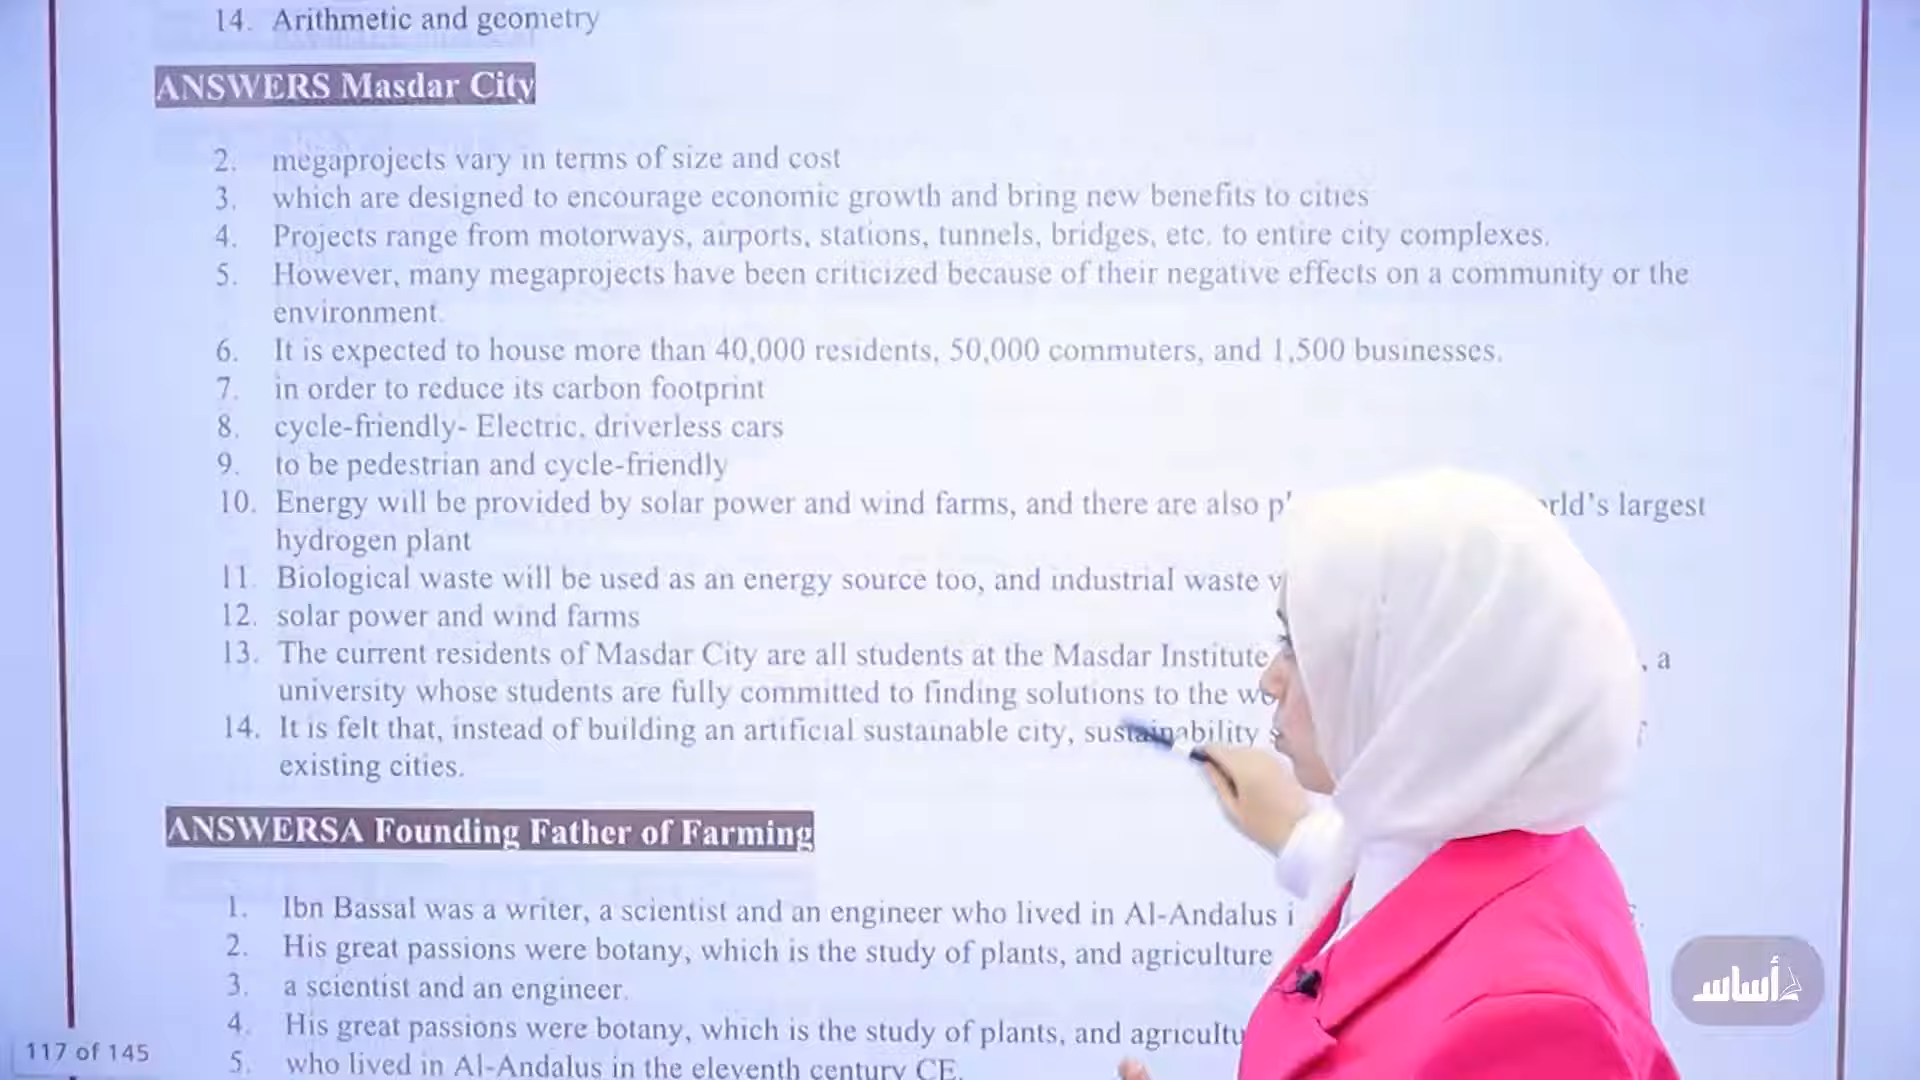 14. Arithmetic and geometry
ANSWERS Masdar City
2. megaprojects vary in terms of size and cost
3. which are designed to encourage economic growth and bring new benefits to cities
4. Projects range from motorways, airports, stations, tunnels, bridges, etc. to entire city complexes.
5. However, many megaprojects have been criticized because of their negative effects on a community or the
environment.
6. It is expected to house more than 40,000 residents, 50,000 commuters, and 1,500 businesses.
7. in order to reduce its carbon footprint
8. cycle-friendly- Electric, driverless cars
9. to be pedestrian and cycle-friendly
10. Energy will be provided by solar power and wind farms, and there are also largest
hydrogen plant
11. Biological waste will be used as an energy source too, and industrial waste
12. solar power and wind farms
13. The current residents of Masdar City are all students at the Masdar Institute , a
university whose students are fully committed to finding solutions to the
14. It is felt that, instead of building an artificial sustainable city, sustainability
existing cities.
ANSWERSA Founding Father of Farming
1. Ibn Bassal was a writer, a scientist and an engineer who lived in Al-Andalus
2. His great passions were botany, which is the study of plants, and agriculture
3. a scientist and an engineer.
4. His great passions were botany, which is the study of plants, and
5. who lived in Al-Andalus in the eleventh century CE.
117 of 145
أساس